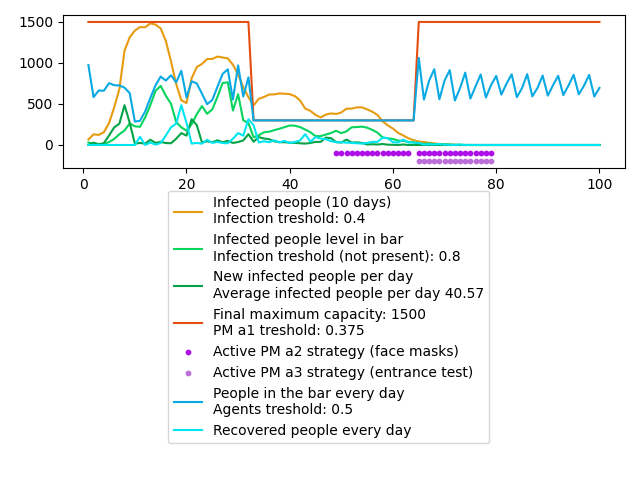 1500
1000
500
0
0 20 40 60 80 100
Infected people (10 days)
Infection treshold: 0.4
Infected people level in bar
Infection treshold (not present): 0.8
New infected people per day
Average infected people per day 40.57
Final maximum capacity: 1500
PM a1 treshold: 0.375
Active PM a2 strategy (face masks)
Active PM a3 strategy (entrance test)
People in the bar every day
Agents treshold: 0.5
Recovered people every day